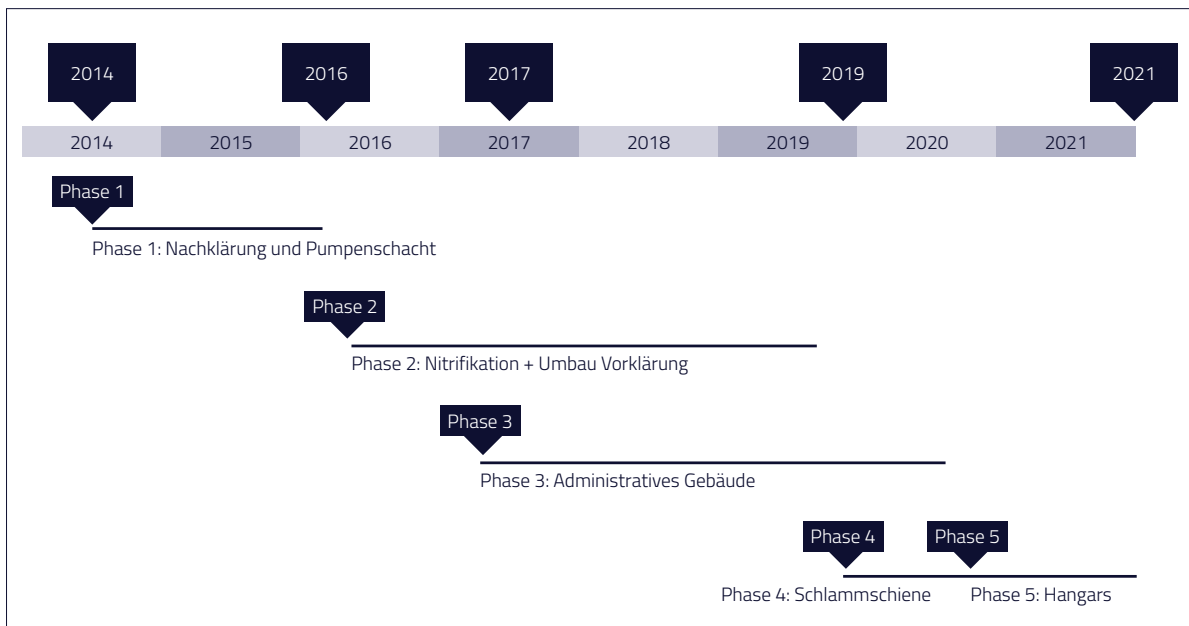 2014
2016
2017
2019
2021
2014
2015
2016
2017
2018
2019
2020
2021
Phase 1
Phase 1: Nachklärung und Pumpenschacht
Phase 2
Phase 2: Nitrifikation + Umbau Vorklärung
Phase 3
Phase 3: Administratives Gebäude
Phase 4
Phase 5
Phase 4: Schlammschiene
Phase 5: Hangars